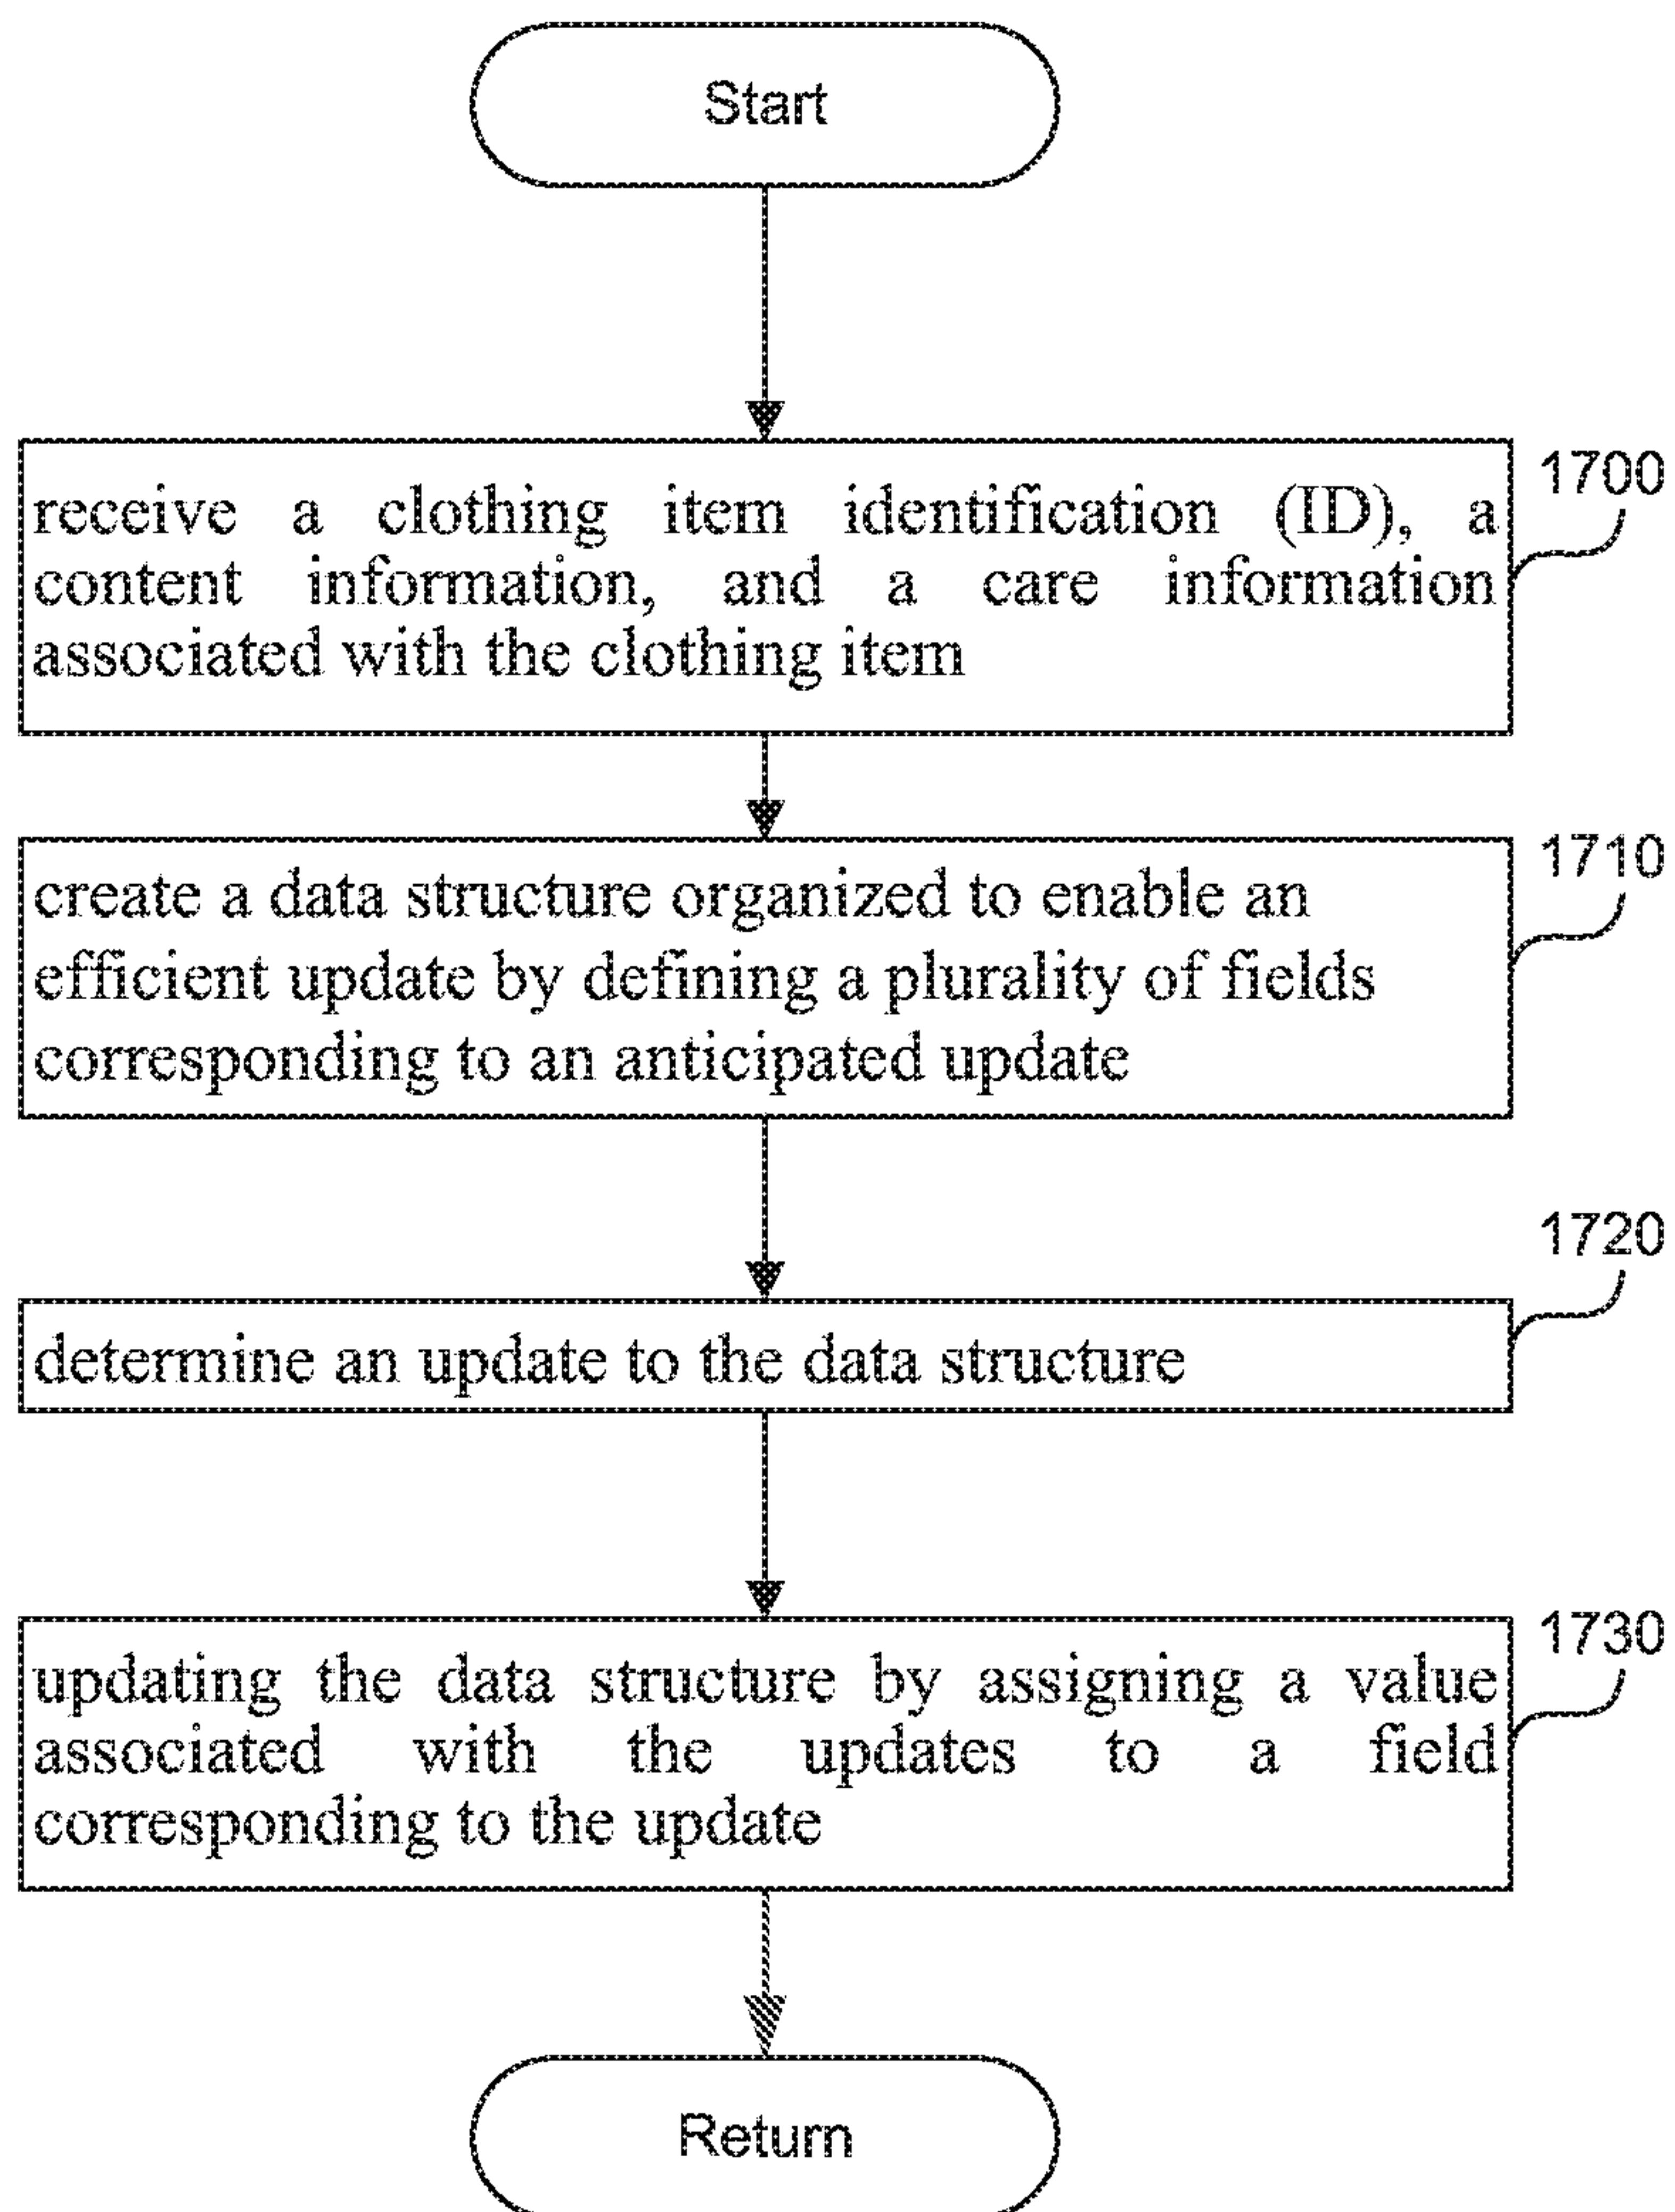 Start
1700
receive a clothing item identification (ID), a
content information, and a care information
associated with the clothing item
1710
create a data structure organized to enable an
efficient update by defining a plurality of fields
corresponding to an anticipated update
1720
determine an update to the data structure
1730
updating the data structure by assigning a value
associated with the updates to a field
corresponding to the update
Return